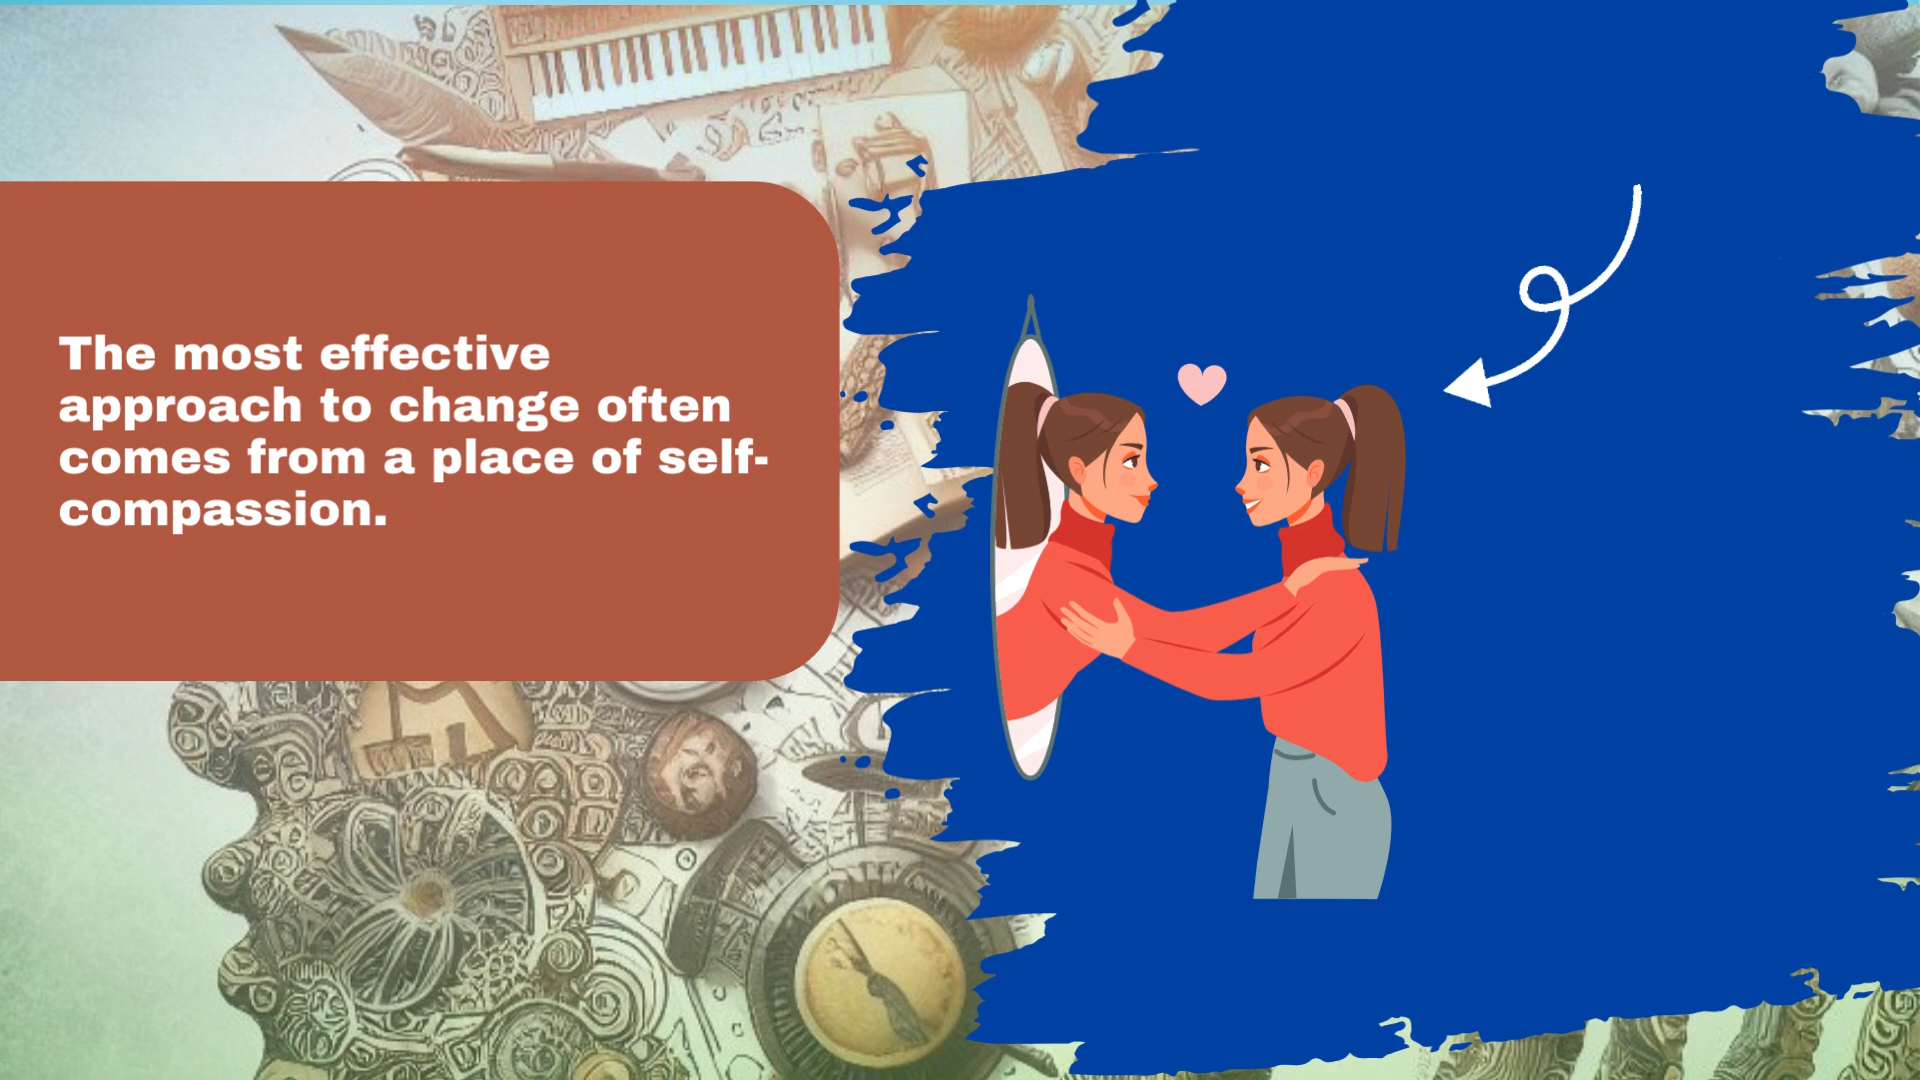 The most effective
approach to change often
comes from a place of self-
compassion.